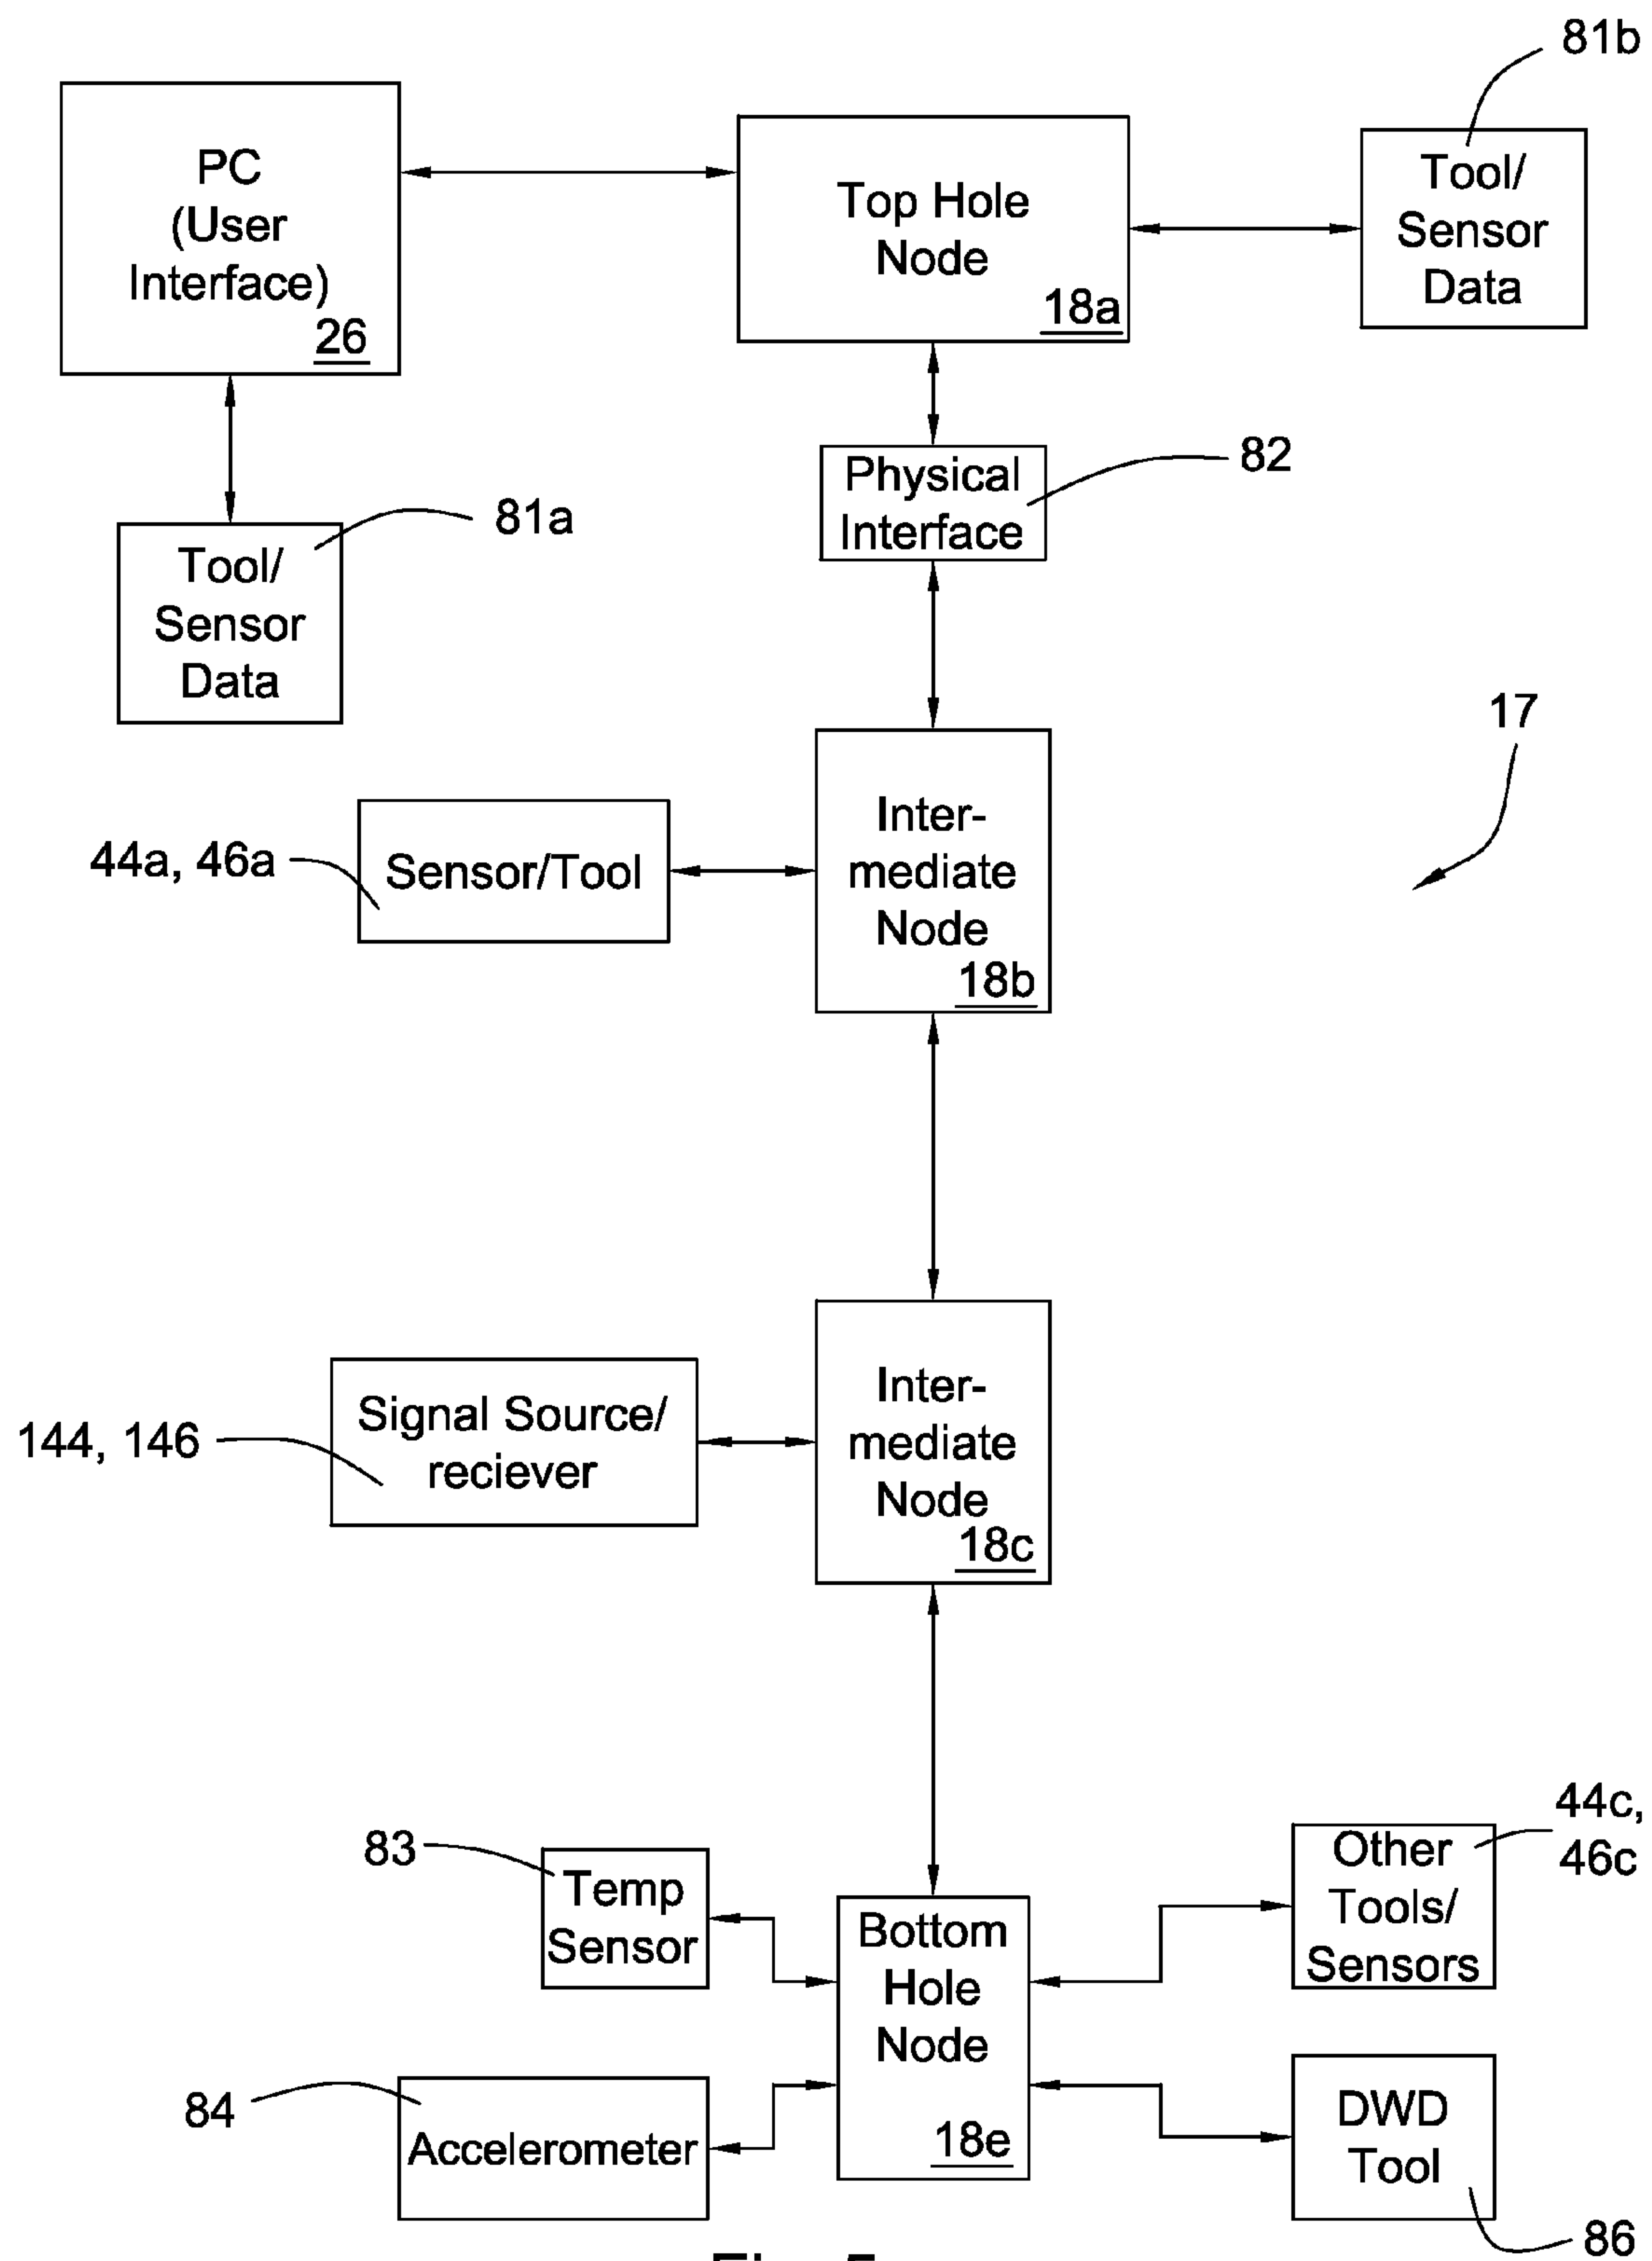 81b
PC
(User
Interface)
26
Top Hole
Node
18a
Tool/
Sensor
Data
Physical
Interface
82
81a
Tool/
Sensor
Data
17
Inter-
mediate
Node
18b
44a, 46a
Sensor/Tool
Inter-
mediate
Node
18c
144, 146
Signal Source/
reciever
83
Temp
Sensor
44c,
46c
Other
Tools/
Sensors
Bottom
Hole
Node
18e
84
Accelerometer
DWD
Tool
86